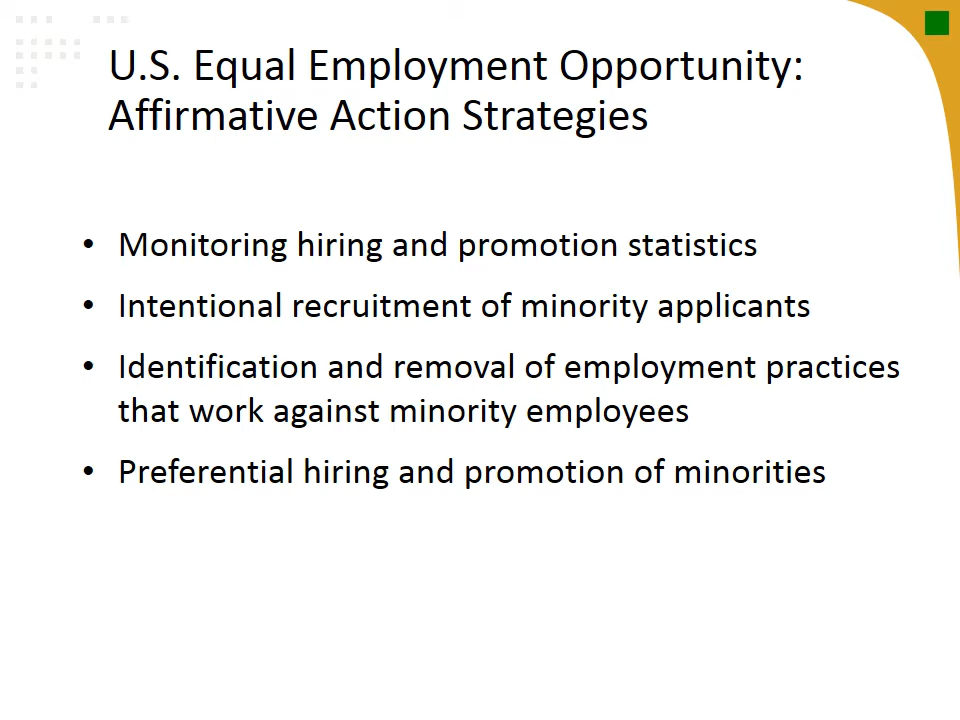 U.S. Equal Employment Opportunity:
Affirmative Action Strategies
• Monitoring hiring and promotion statistics
• Intentional recruitment of minority applicants
• Identification and removal of employment practices
that work against minority employees
• Preferential hiring and promotion of minorities